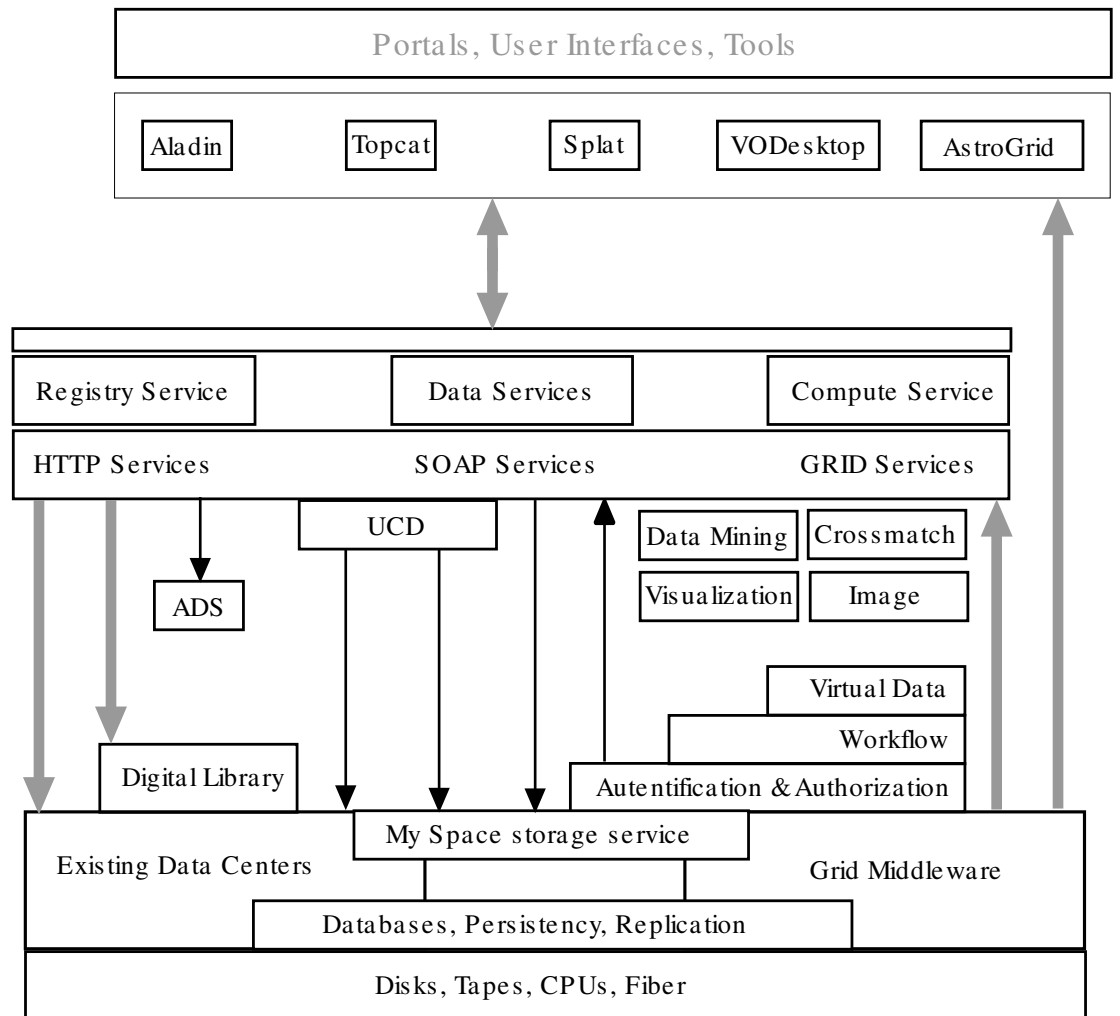 Portals, User Interfaces, Tools
Aladin
Topcat
Splat
VODesktop
AstroGrid
Registry Service
Data Services
Compute Service
HTTP Services
SOAP Services
GRID Services
UCD
Data Mining
Crossmatch
ADS
Visualization
Image
Virtual Data
Workflow
Digital Library
Autentification & Authorization
My Space storage service
Existing Data Centers
Grid Middleware
Databases, Persistency, Replication
Disks, Tapes, CPUs, Fiber